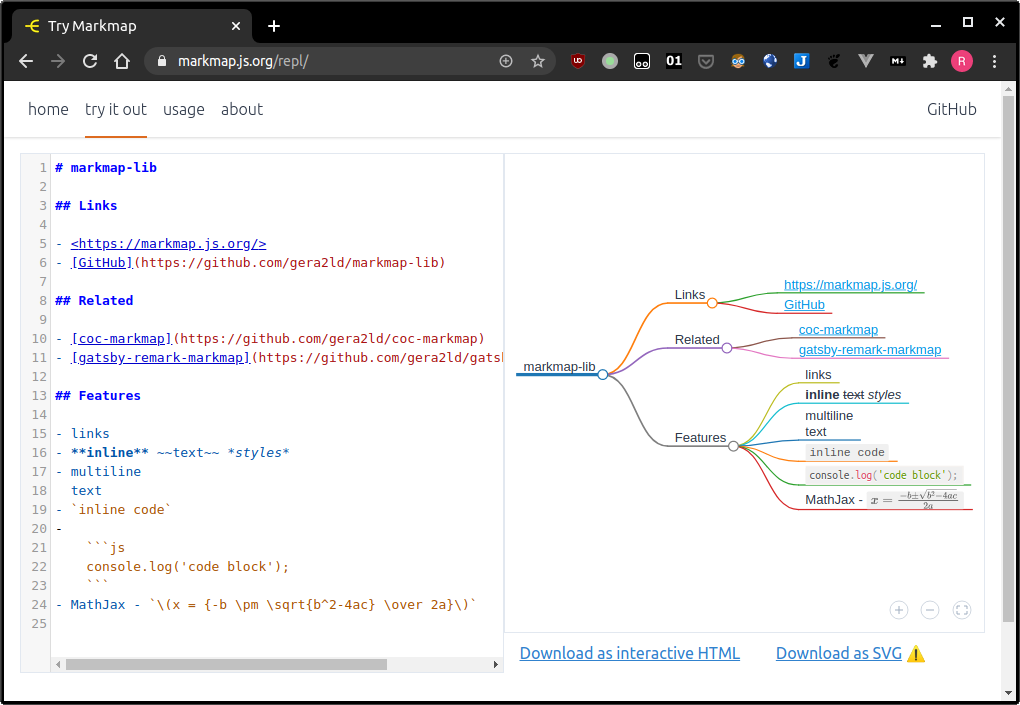 Try Markmap
markmap.js.org/repl/
UD
01
J
M
R
home try it out usage about GitHub
1 # markmap-lib
2
3 ## Links
4
5 - <https://markmap.js.org/>
6 - [GitHub](https://github.com/gera2ld/markmap-lib)
7
8 ## Related
9
10 - [coc-markmap](https://github.com/gera2ld/coc-markmap)
11 - [gatsby-remark-markmap](https://github.com/gera2ld/gats
12
13 ## Features
14
15 - links
16 - **inline** ~~text~~ *styles*
17 - multiline
18   text
19 - `inline code`
20 -
21     ```js
22     console.log('code block');
23     ```
24 - MathJax - `\(x = {-b \pm \sqrt{b^2-4ac} \over 2a}\)`
25
markmap-lib
Links
https://markmap.js.org/
GitHub
Related
coc-markmap
gatsby-remark-markmap
Features
links
inline text styles
multiline
text
inline code
console.log('code block');
MathJax - x = −b±√b²−4ac / 2a
Download as interactive HTML Download as SVG ⚠️